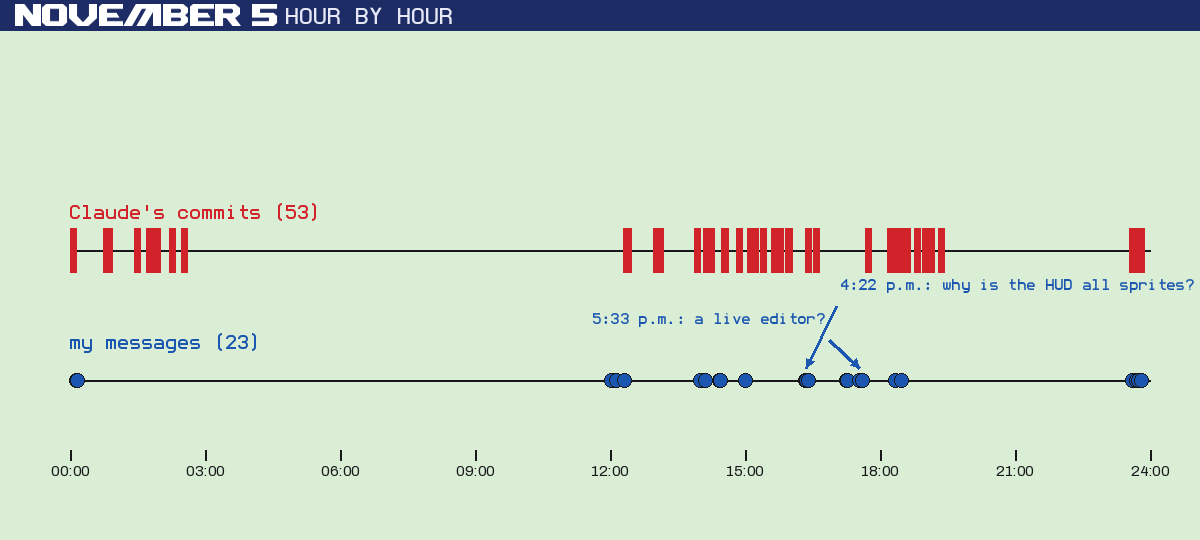 NOVEMBER 5 HOUR BY HOUR
Claude's commits (53)
4:22 p.m.: why is the HUD all sprites?
5:33 p.m.: a live editor?
my messages (23)
00:00 03:00 06:00 09:00 12:00 15:00 18:00 21:00 24:00